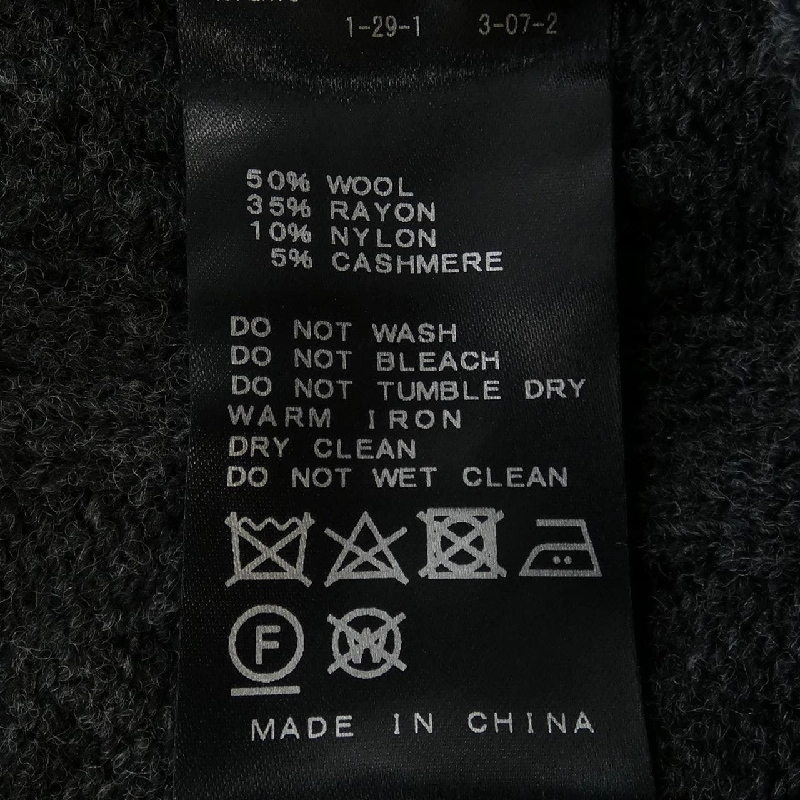 1-29-1 3-07-2
50% WOOL
35% RAYON
10% NYLON
5% CASHMERE
DO NOT WASH
DO NOT BLEACH
DO NOT TUMBLE DRY
WARM IRON
DRY CLEAN
DO NOT WET CLEAN
F W
MADE IN CHINA